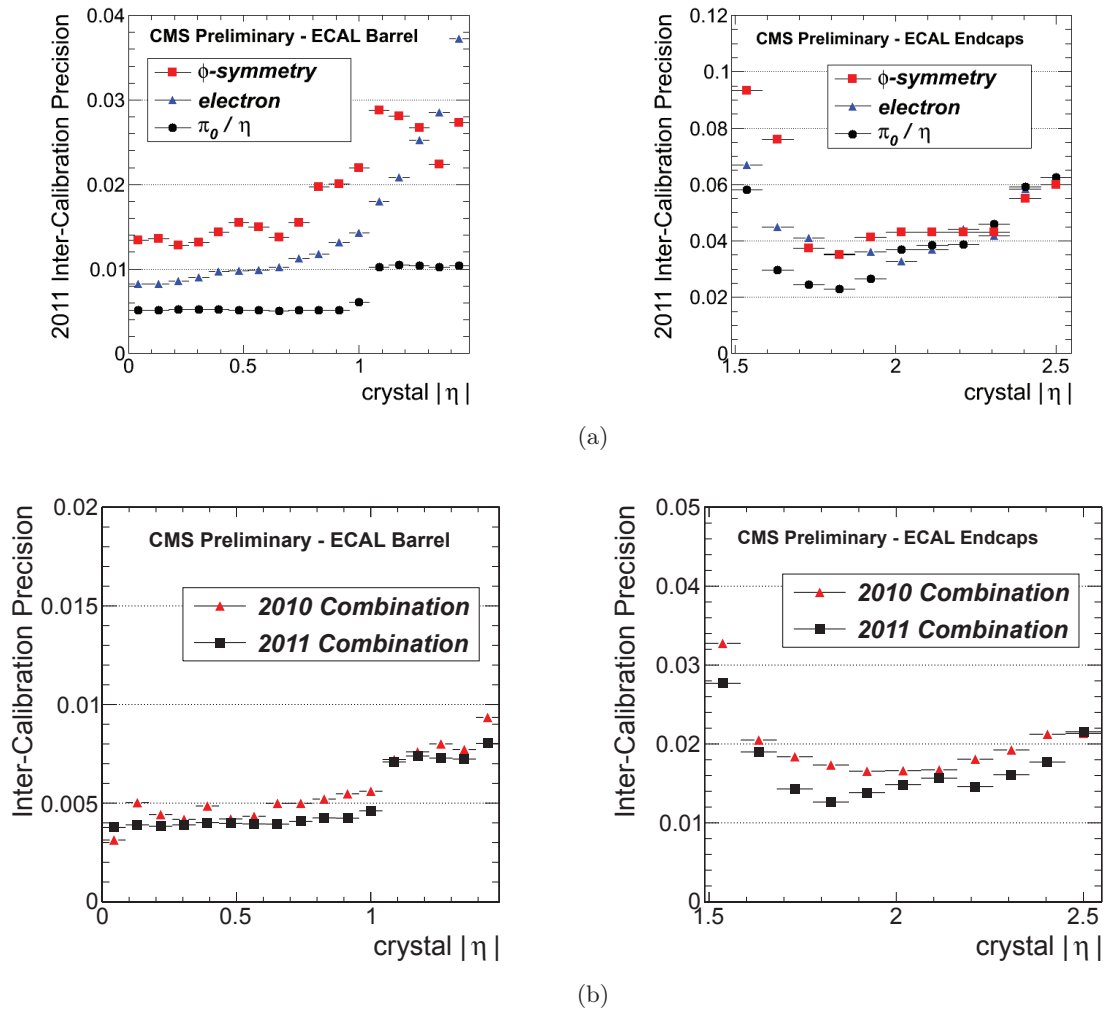 CMS Preliminary - ECAL Barrel
ϕ-symmetry
electron
π0 / η
2011 Inter-Calibration Precision
0.04
0.03
0.02
0.01
0
0 0.5 1
crystal | η |
CMS Preliminary - ECAL Endcaps
ϕ-symmetry
electron
π0 / η
2011 Inter-Calibration Precision
0.12
0.1
0.08
0.06
0.04
0.02
0
1.5 2 2.5
crystal | η |
(a)
CMS Preliminary - ECAL Barrel
2010 Combination
2011 Combination
Inter-Calibration Precision
0.02
0.015
0.01
0.005
0
0 0.5 1
crystal | η |
CMS Preliminary - ECAL Endcaps
2010 Combination
2011 Combination
Inter-Calibration Precision
0.05
0.04
0.03
0.02
0.01
0
1.5 2 2.5
crystal | η |
(b)